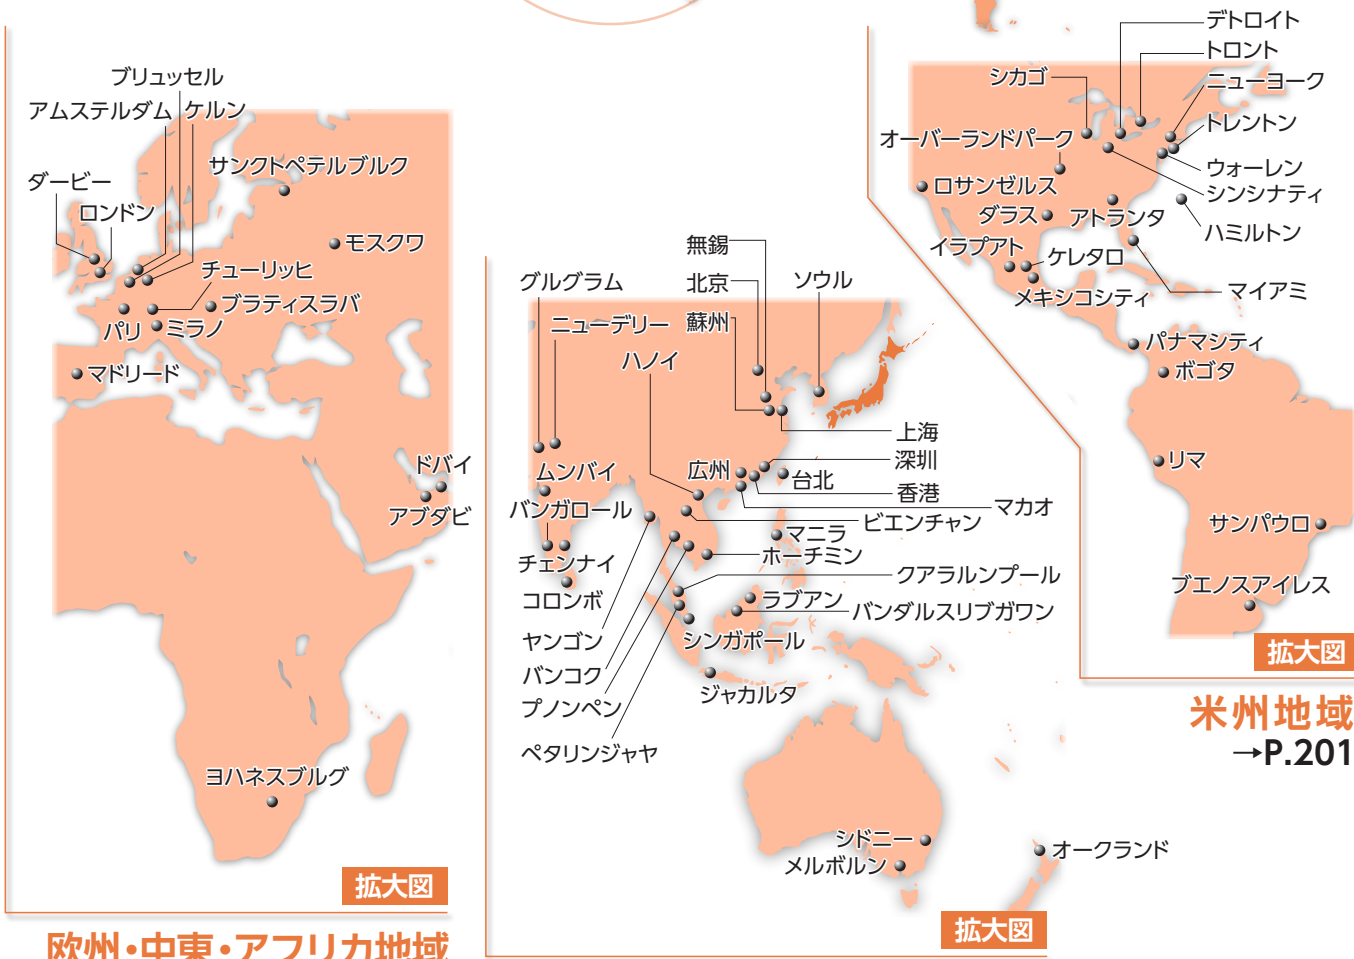 ブリュッセル
アムステルダム
ケルン
サンクトペテルブルク
ダービー
ロンドン
モスクワ
チューリッヒ
ブラティスラバ
パリ
ミラノ
マドリード
ドバイ
アブダビ
ヨハネスブルグ
拡大図
欧州・中東・アフリカ地域
無錫
グルグラム
北京
ソウル
ニューデリー
蘇州
ハノイ
上海
ムンバイ
広州
深圳
台北
香港
バンガロール
マカオ
ビエンチャン
マニラ
チェンナイ
ホーチミン
クアラルンプール
コロンボ
ラブアン
バンダルスリブガワン
ヤンゴン
シンガポール
バンコク
ジャカルタ
プノンペン
ペタリンジャヤ
シドニー
メルボルン
オークランド
拡大図
デトロイト
トロント
シカゴ
ニューヨーク
オーバーランドパーク
トレントン
ウォーレン
ロサンゼルス
シンシナティ
ダラス
アトランタ
ハミルトン
イラプアト
ケレタロ
メキシコシティ
マイアミ
パナマシティ
ボゴタ
リマ
サンパウロ
ブエノスアイレス
拡大図
米州地域
→P.201